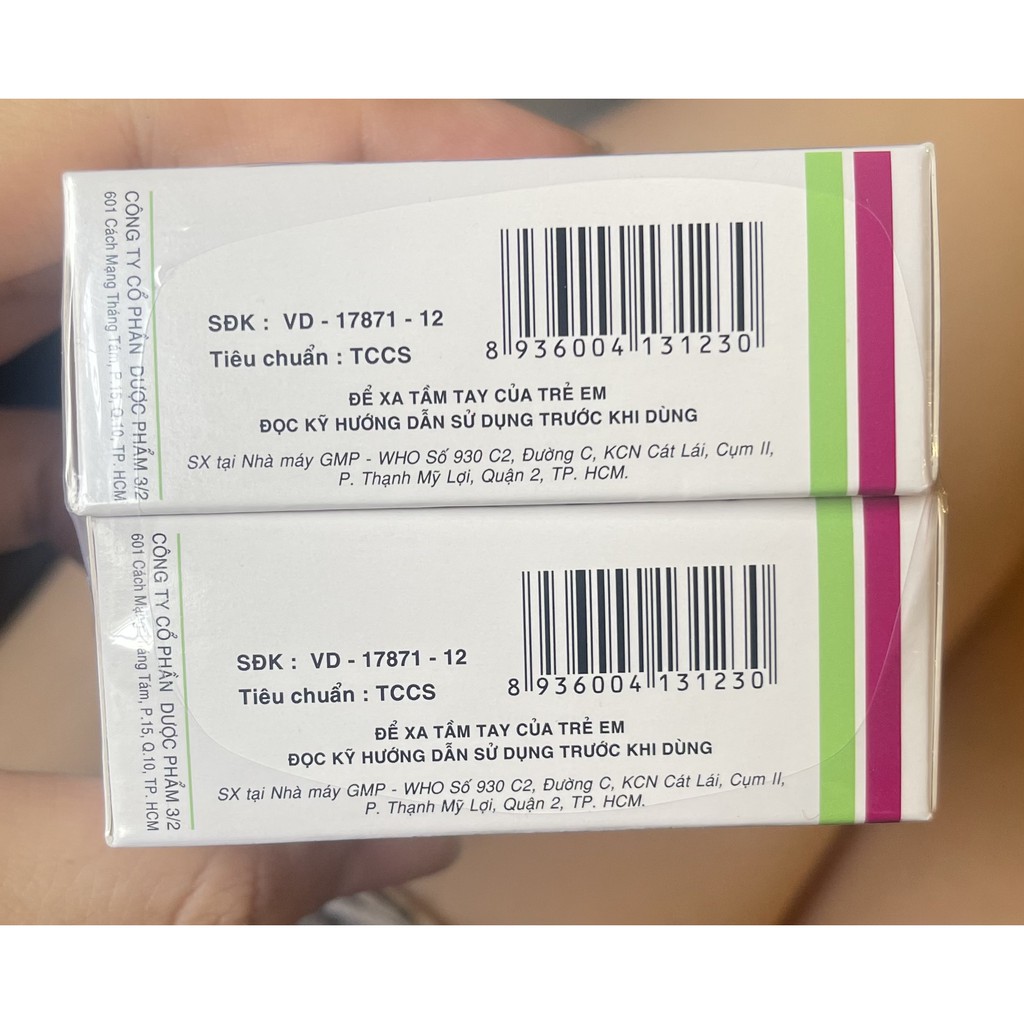 CÔNG TY CỔ PHẦN DƯỢC PHẨM 3/2
601 Cách Mạng Tháng Tám, P.15, Q.10, TP. HCM
SĐK : VD - 17871 - 12
Tiêu chuẩn : TCCS
8 936004 131230
ĐỂ XA TẦM TAY CỦA TRẺ EM
ĐỌC KỸ HƯỚNG DẪN SỬ DỤNG TRƯỚC KHI DÙNG
SX tại Nhà máy GMP - WHO Số 930 C2, Đường C, KCN Cát Lái, Cụm II,
P. Thạnh Mỹ Lợi, Quận 2, TP. HCM.
CÔNG TY CỔ PHẦN DƯỢC PHẨM 3/2
601 Cách Mạng Tháng Tám, P.15, Q.10, TP. HCM
SĐK : VD - 17871 - 12
Tiêu chuẩn : TCCS
8 936004 131230
ĐỂ XA TẦM TAY CỦA TRẺ EM
ĐỌC KỸ HƯỚNG DẪN SỬ DỤNG TRƯỚC KHI DÙNG
SX tại Nhà máy GMP - WHO Số 930 C2, Đường C, KCN Cát Lái, Cụm II,
P. Thạnh Mỹ Lợi, Quận 2, TP. HCM.